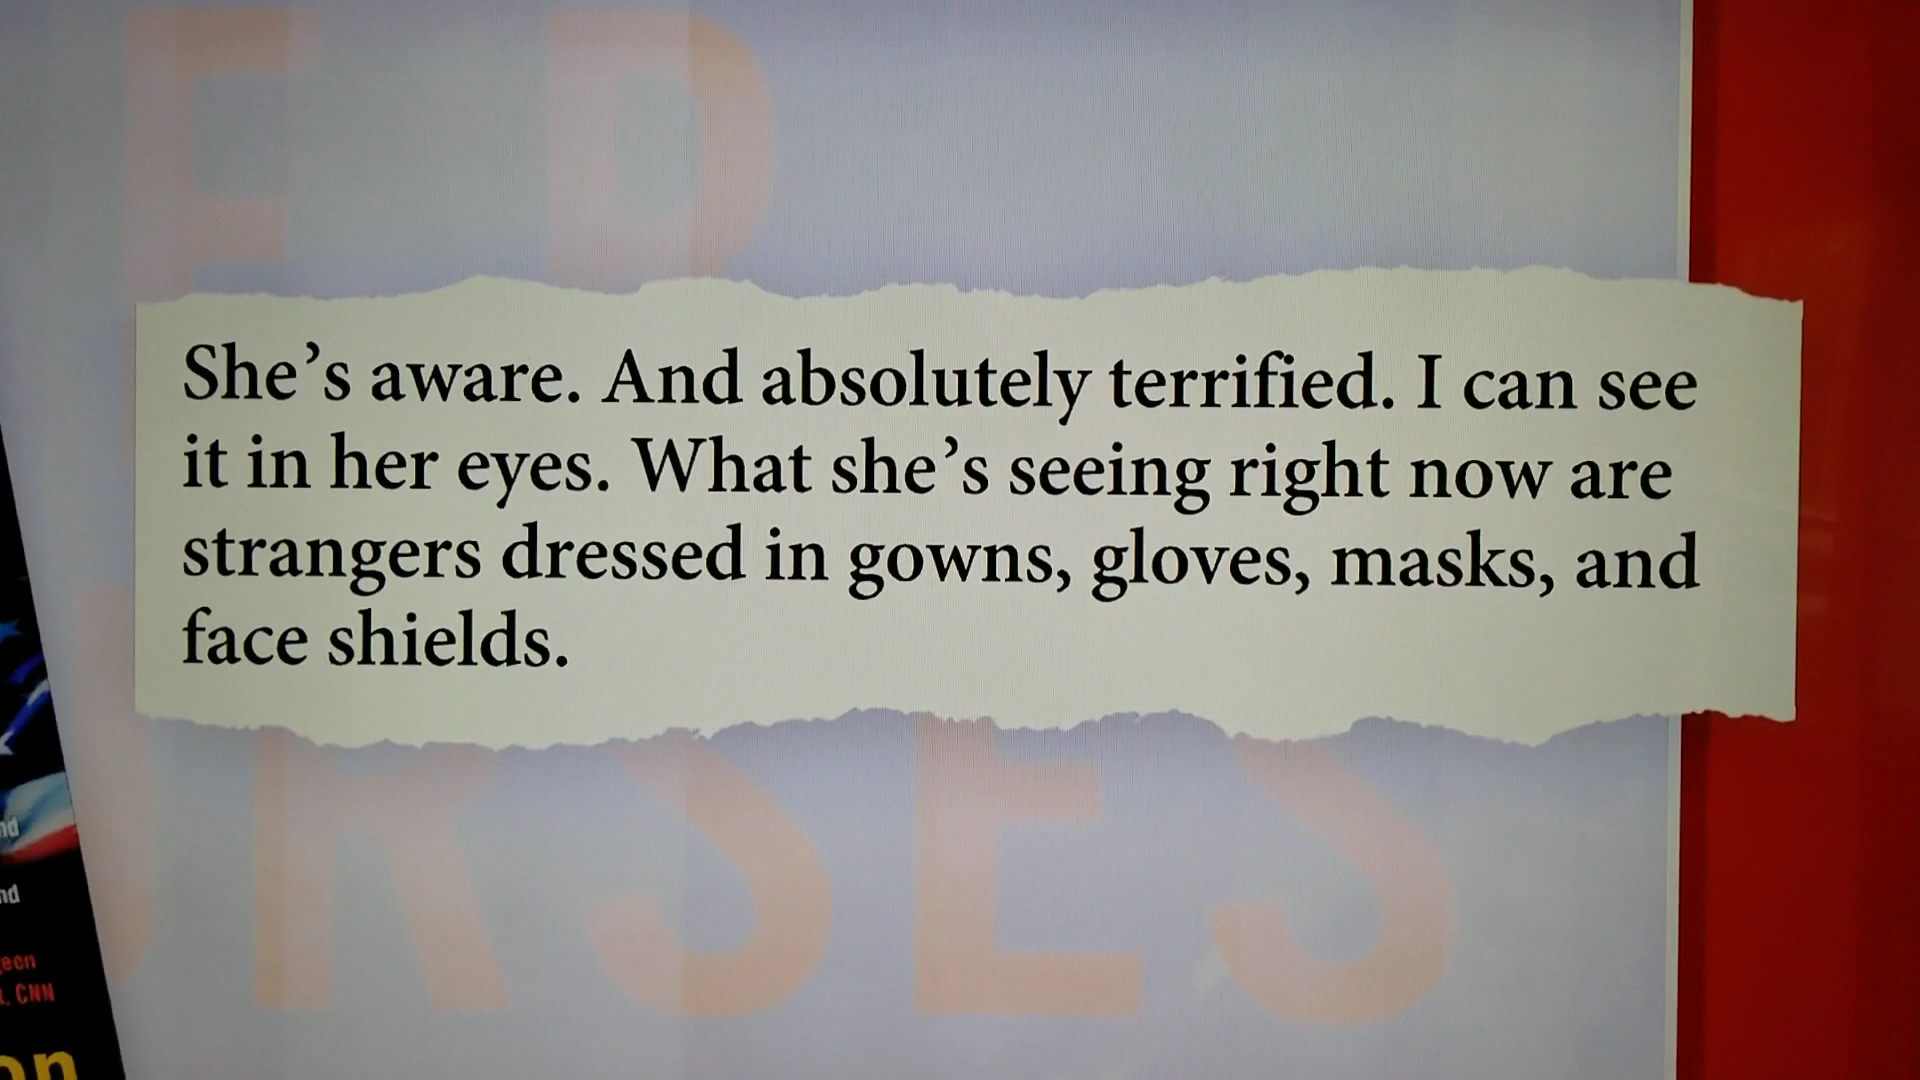 E R
She’s aware. And absolutely terrified. I can see
it in her eyes. What she’s seeing right now are
strangers dressed in gowns, gloves, masks, and
face shields.
RSES
CNN